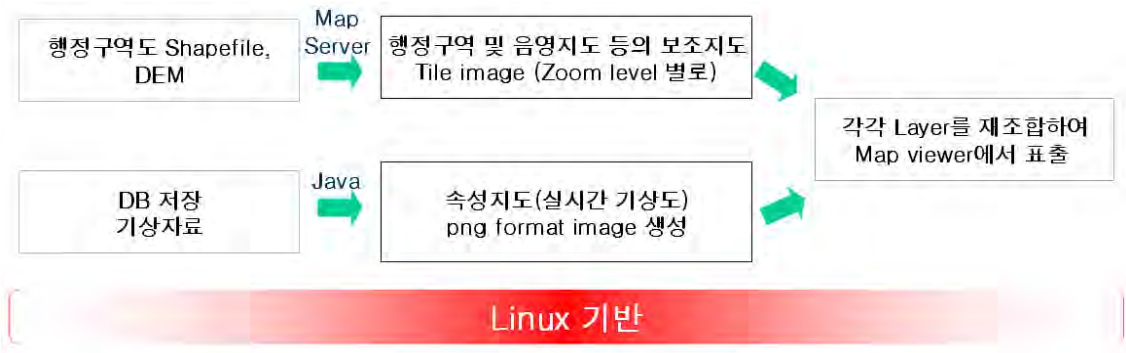 행정구역도 Shapefile,
DEM
Map
Server
행정구역 및 음영지도 등의 보조지도
Tile image (Zoom level 별로)
DB 저장
기상자료
Java
속성지도(실시간 기상도)
png format image 생성
각각 Layer를 재조합하여
Map viewer에서 표출
Linux 기반